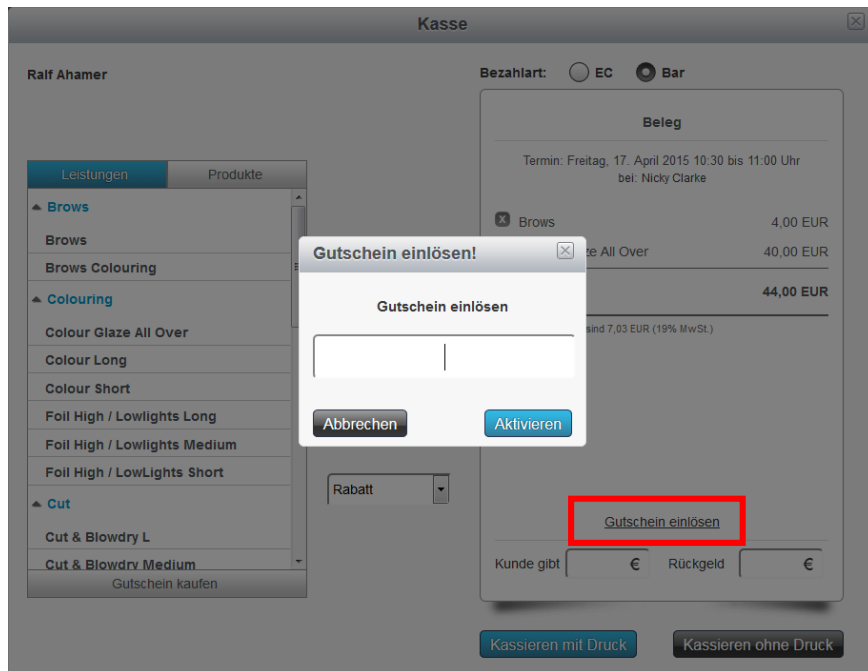 Kasse
Ralf Ahamer
Bezahlart: EC Bar
Beleg
Termin: Freitag, 17. April 2015 10:30 bis 11:00 Uhr
bei: Nicky Clarke
Brows 4,00 EUR
ze All Over 40,00 EUR
44,00 EUR
sind 7,03 EUR (19% MwSt.)
Leistungen Produkte
Brows
Brows
Brows Colouring
Colouring
Colour Glaze All Over
Colour Long
Colour Short
Foil High / Lowlights Long
Foil High / Lowlights Medium
Foil High / LowLights Short
Cut
Cut & Blowdry L
Cut & Blowdry Medium
Gutschein kaufen
Gutschein einlösen!
Gutschein einlösen
Abbrechen Aktivieren
Rabatt
Gutschein einlösen
Kunde gibt € Rückgeld €
Kassieren mit Druck Kassieren ohne Druck